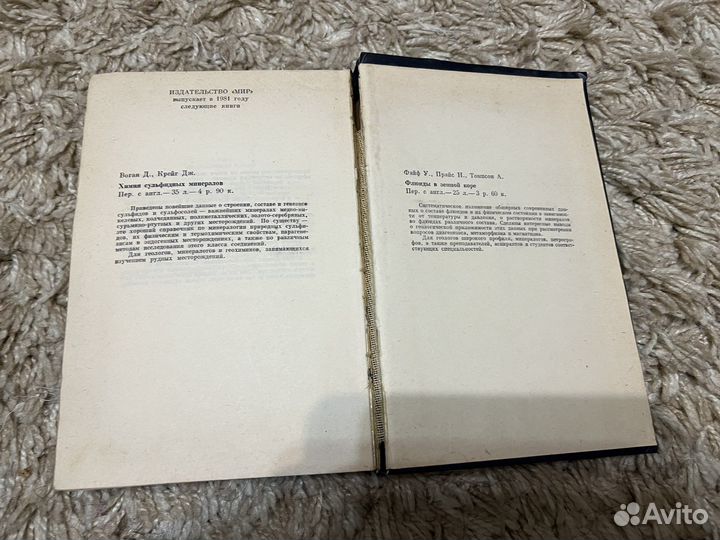 ИЗДАТЕЛЬСТВО «МИР»
выпускает в 1981 году
следующие книги
Воган Д., Крейг Дж.
Химия сульфидных минералов
Пер. с англ.—35 л.—4 р. 90 к.
Приведены новейшие данные о строении, составе и генезисе
сульфидов и сульфосолей — важнейших минералах медно-ни-
келевых, колчеданных, полиметаллических, золото-серебряных,
сурьмяно-ртутных и других месторождений. По существу —
это хороший справочник по минералогии природных сульфи-
дов, их физическим и термохимическим свойствам, парагене-
зисам в эндогенных месторождениях, а также по различным
методам исследования этого класса соединений.
Для геологов, минералогов и геохимиков, занимающихся
изучением рудных месторождений.
Файф У., Прайс Н., Томпсон А.
Флюиды в земной коре
Пер. с англ.—25 л.—3 р. 60 к.
Систематическое изложение обширных современных дан-
ных о составе флюидов и их физическом состоянии в зависимо-
сти от температуры и давления, о растворимости минералов
во флюидах различного состава. Сделаны интересные выводы
о геологической приложимости этих данных при рассмотрении
вопросов диагенеза, метаморфизма и магматизма.
Для геологов широкого профиля, минералогов, петрогра-
фов, а также преподавателей, аспирантов и студентов соответ-
ствующих специальностей.
Avito